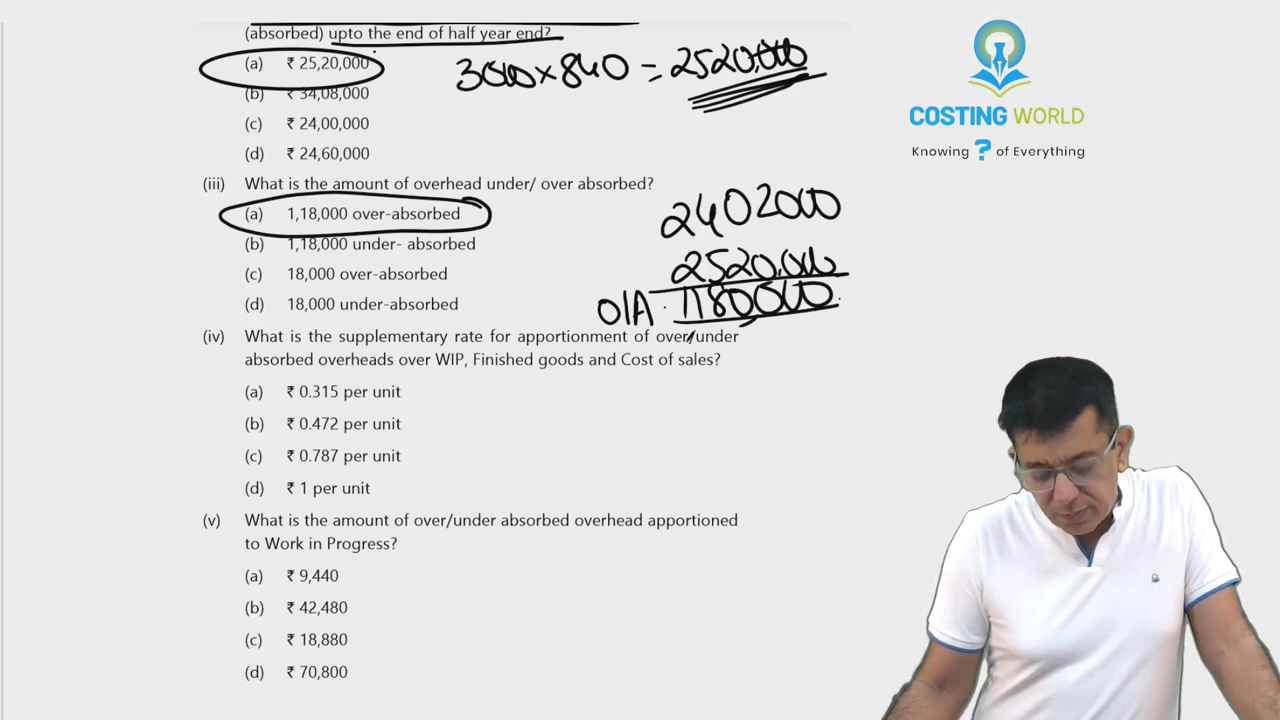 (absorbed) upto the end of half year end?
(a) ₹ 25,20,000
3000×840 = 2520,000
(b) ₹ 34,08,000
(c) ₹ 24,00,000
(d) ₹ 24,60,000
(iii) What is the amount of overhead under/ over absorbed?
(a) 1,18,000 over-absorbed
(b) 1,18,000 under- absorbed
(c) 18,000 over-absorbed
(d) 18,000 under-absorbed
2402000
2520,000
O/A 1180000
(iv) What is the supplementary rate for apportionment of over/under
absorbed overheads over WIP, Finished goods and Cost of sales?
(a) ₹ 0.315 per unit
(b) ₹ 0.472 per unit
(c) ₹ 0.787 per unit
(d) ₹ 1 per unit
(v) What is the amount of over/under absorbed overhead apportioned
to Work in Progress?
(a) ₹ 9,440
(b) ₹ 42,480
(c) ₹ 18,880
(d) ₹ 70,800
COSTING WORLD
Knowing ? of Everything